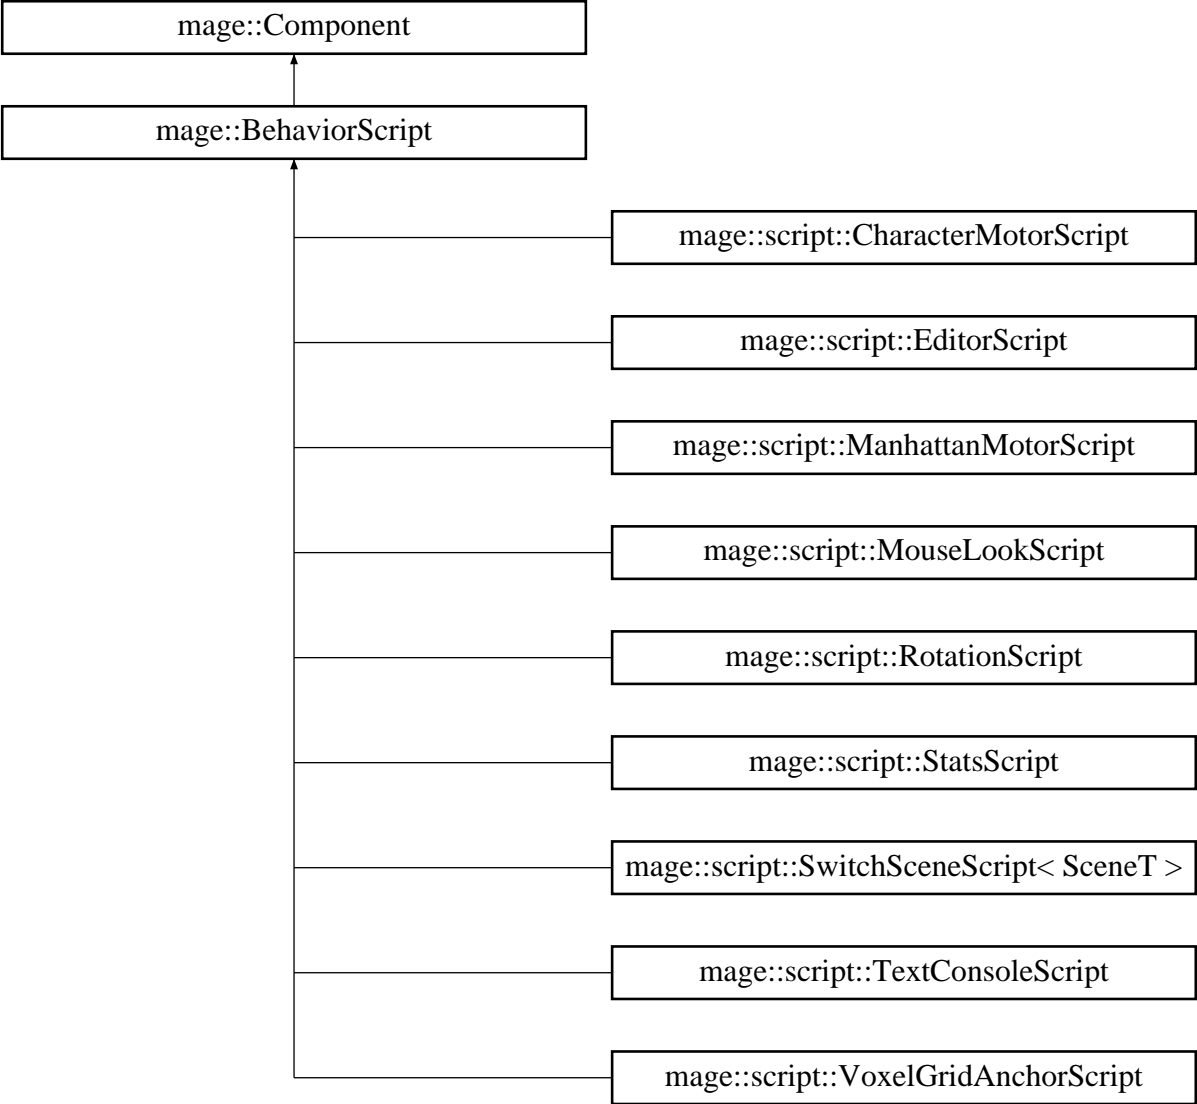 mage::Component
mage::BehaviorScript
mage::script::CharacterMotorScript
mage::script::EditorScript
mage::script::ManhattanMotorScript
mage::script::MouseLookScript
mage::script::RotationScript
mage::script::StatsScript
mage::script::SwitchSceneScript< SceneT >
mage::script::TextConsoleScript
mage::script::VoxelGridAnchorScript